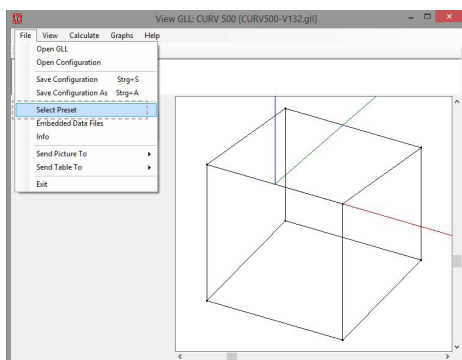 View GLL: CURV 500 [CURV500-V132.gll]
File View Calculate Graphs Help
Open GLL
Open Configuration
Save Configuration Strg+S
Save Configuration As Strg+A
Select Preset
Embedded Data Files
Info
Send Picture To
Send Table To
Exit